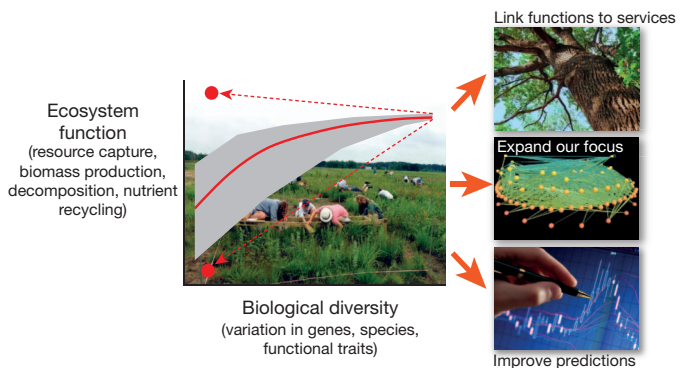 Link functions to services
Ecosystem
function
(resource capture,
biomass production,
decomposition, nutrient
recycling)
Expand our focus
Biological diversity
(variation in genes, species,
functional traits)
Improve predictions